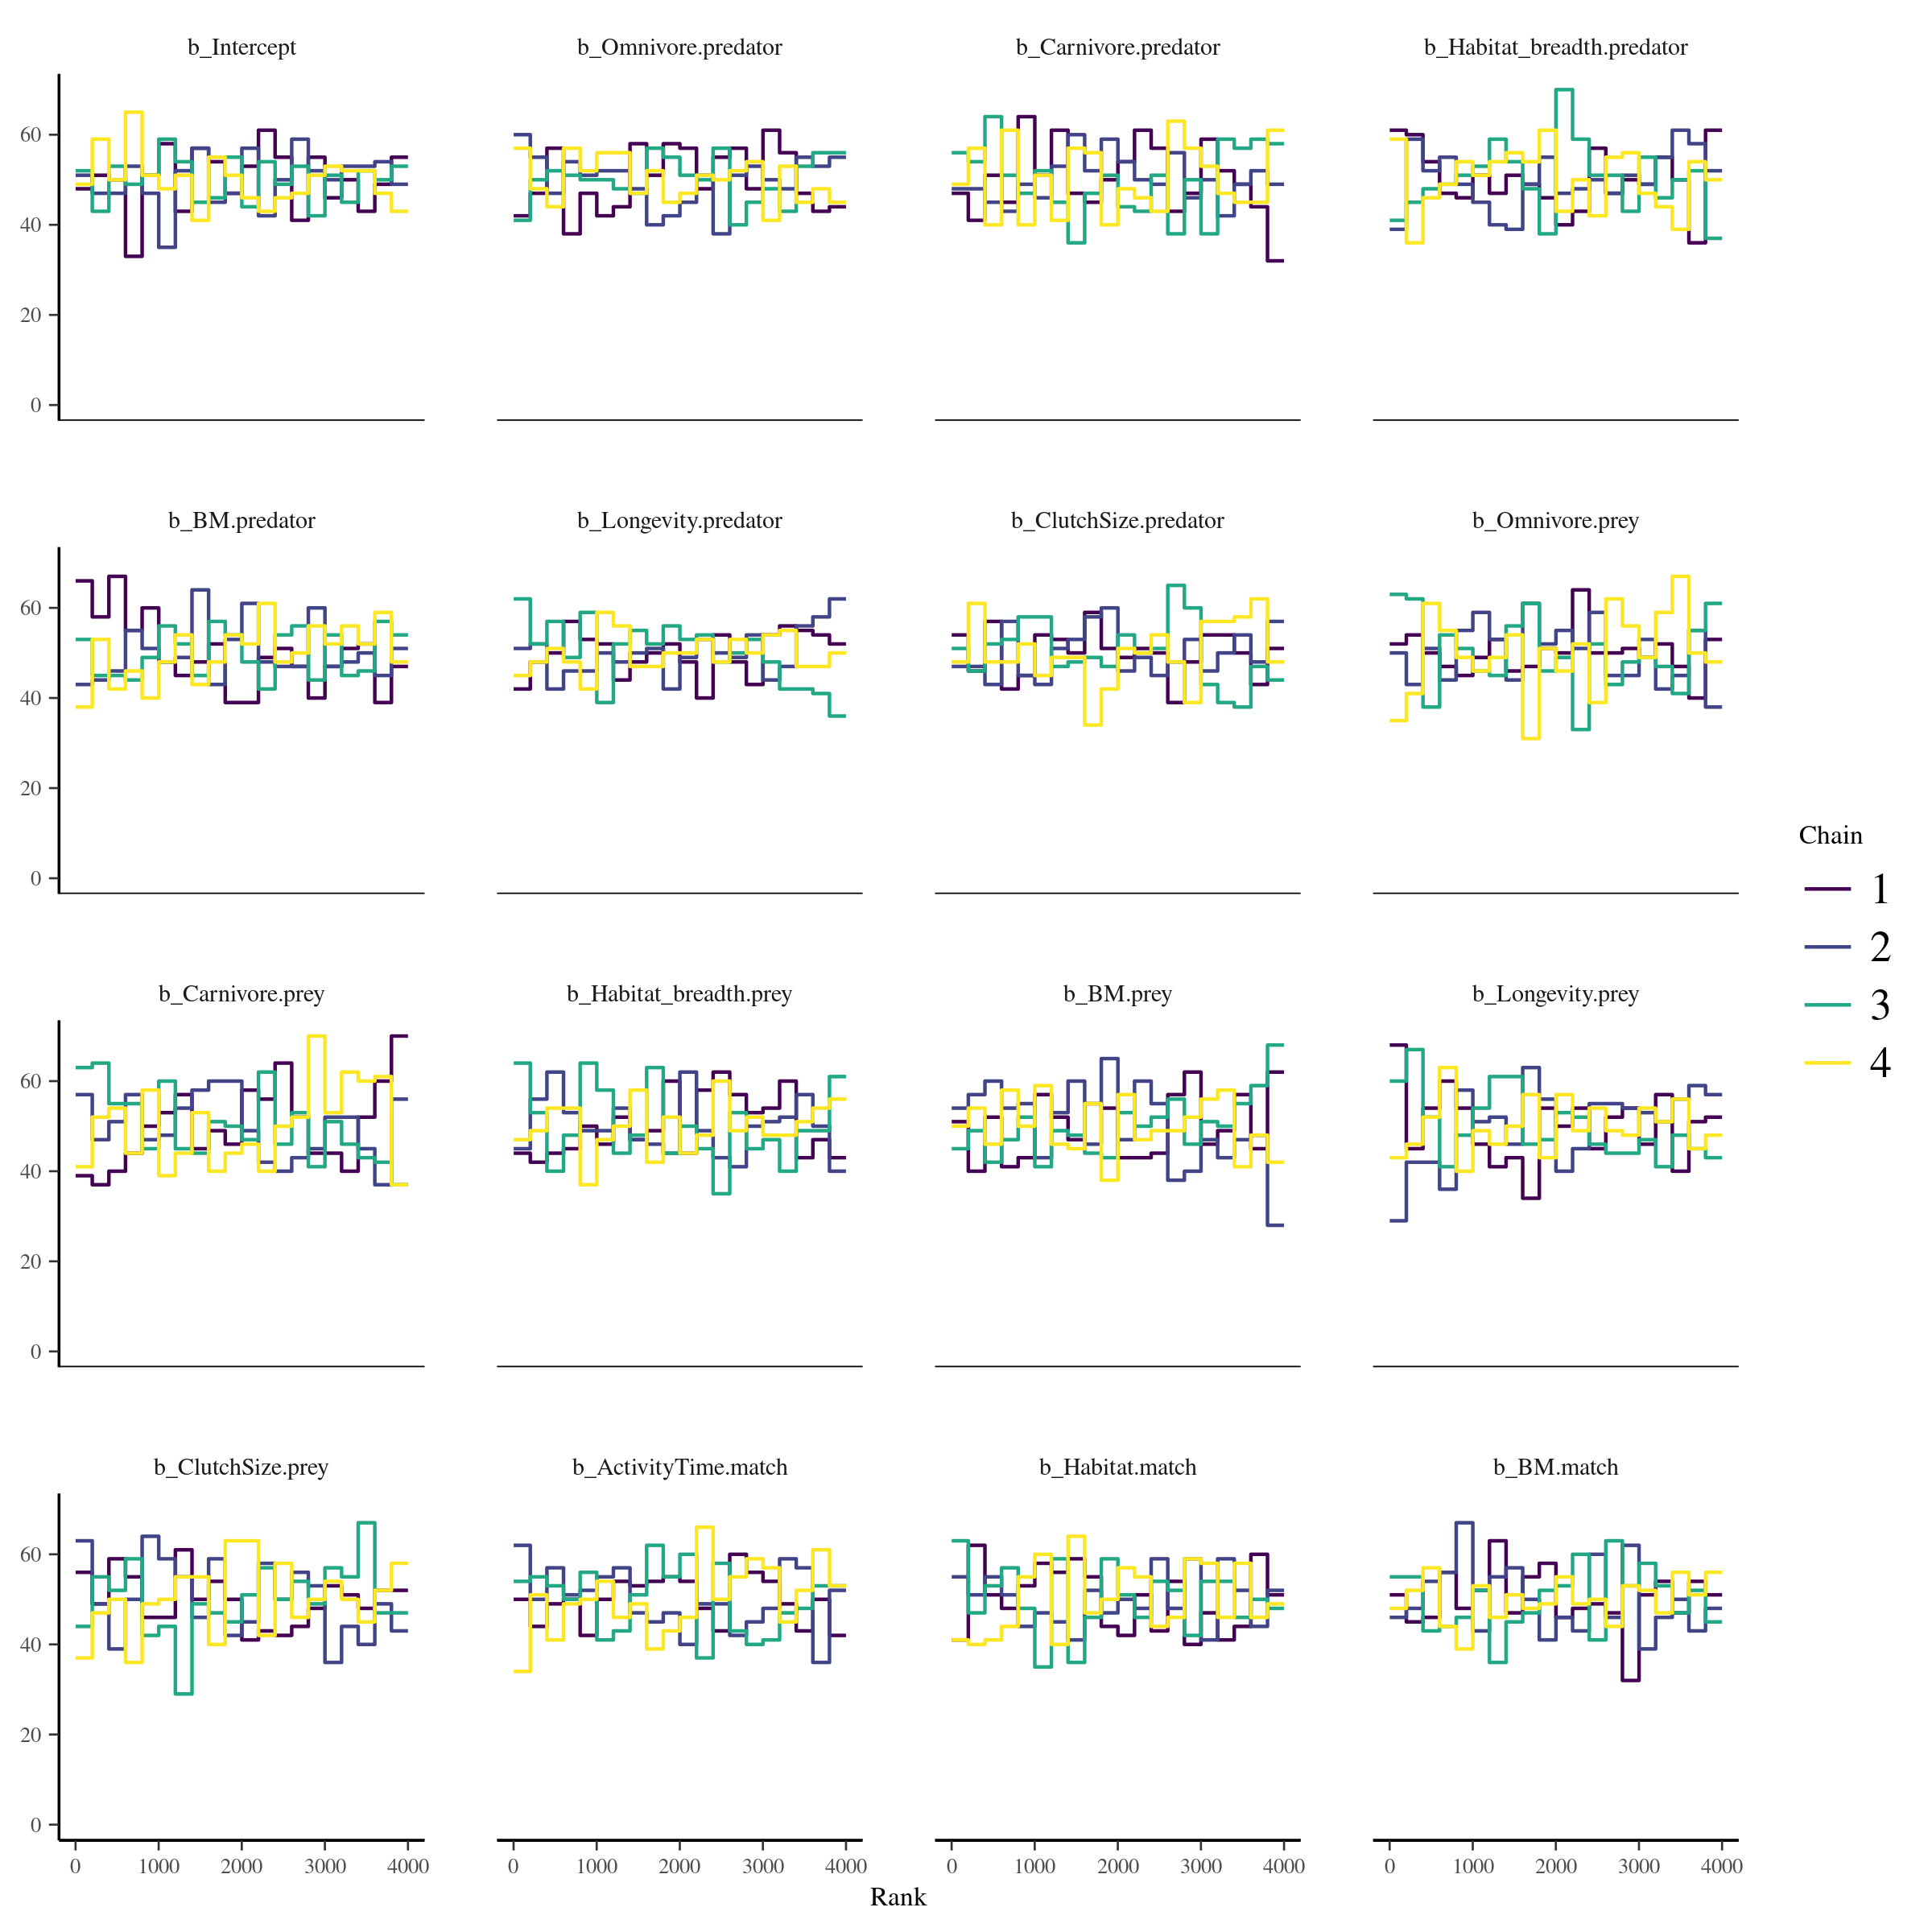 b_Intercept b_Omnivore.predator b_Carnivore.predator b_Habitat_breadth.predator
60
40
20
0
b_BM.predator b_Longevity.predator b_ClutchSize.predator b_Omnivore.prey
60
40
20
0
Chain
1
2
3
4
b_Carnivore.prey b_Habitat_breadth.prey b_BM.prey b_Longevity.prey
60
40
20
0
b_ClutchSize.prey b_ActivityTime.match b_Habitat.match b_BM.match
60
40
20
0
0 1000 2000 3000 4000 0 1000 2000 3000 4000 0 1000 2000 3000 4000 0 1000 2000 3000 4000
Rank